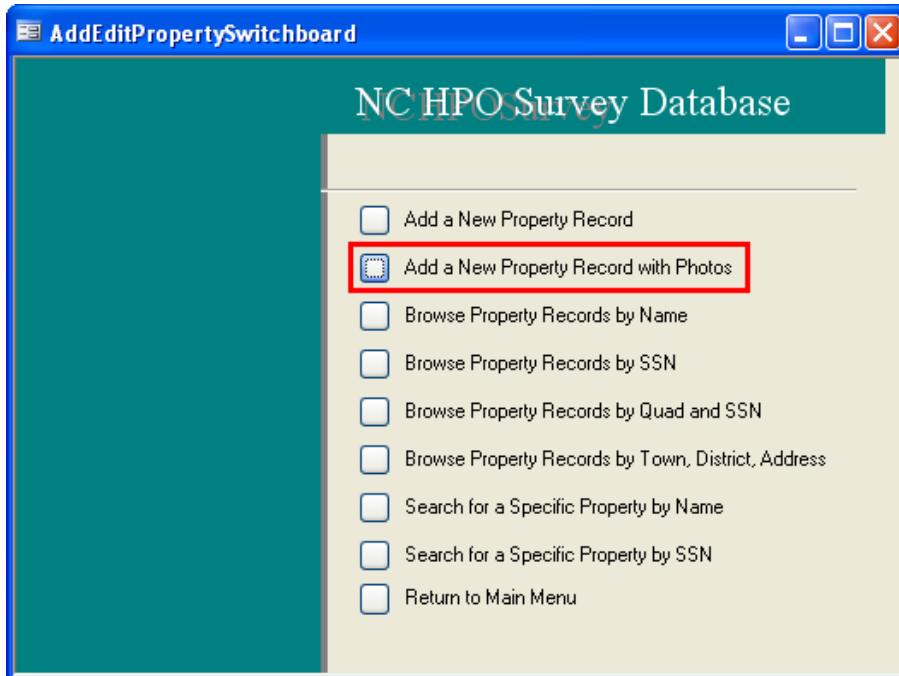 AddEditPropertySwitchboard
NC HPO Survey Database
Add a New Property Record
Add a New Property Record with Photos
Browse Property Records by Name
Browse Property Records by SSN
Browse Property Records by Quad and SSN
Browse Property Records by Town, District, Address
Search for a Specific Property by Name
Search for a Specific Property by SSN
Return to Main Menu